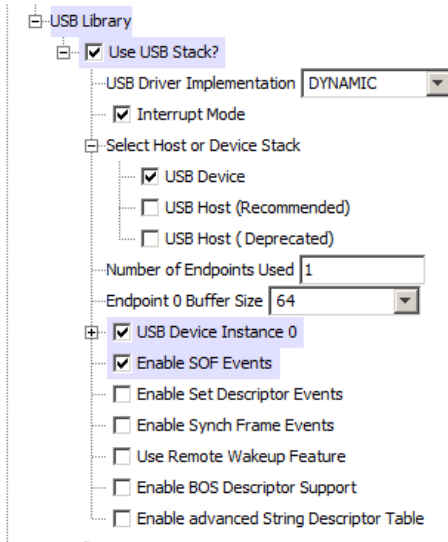 USB Library
Use USB Stack?
USB Driver Implementation DYNAMIC
Interrupt Mode
Select Host or Device Stack
USB Device
USB Host (Recommended)
USB Host ( Deprecated)
Number of Endpoints Used 1
Endpoint 0 Buffer Size 64
USB Device Instance 0
Enable SOF Events
Enable Set Descriptor Events
Enable Synch Frame Events
Use Remote Wakeup Feature
Enable BOS Descriptor Support
Enable advanced String Descriptor Table